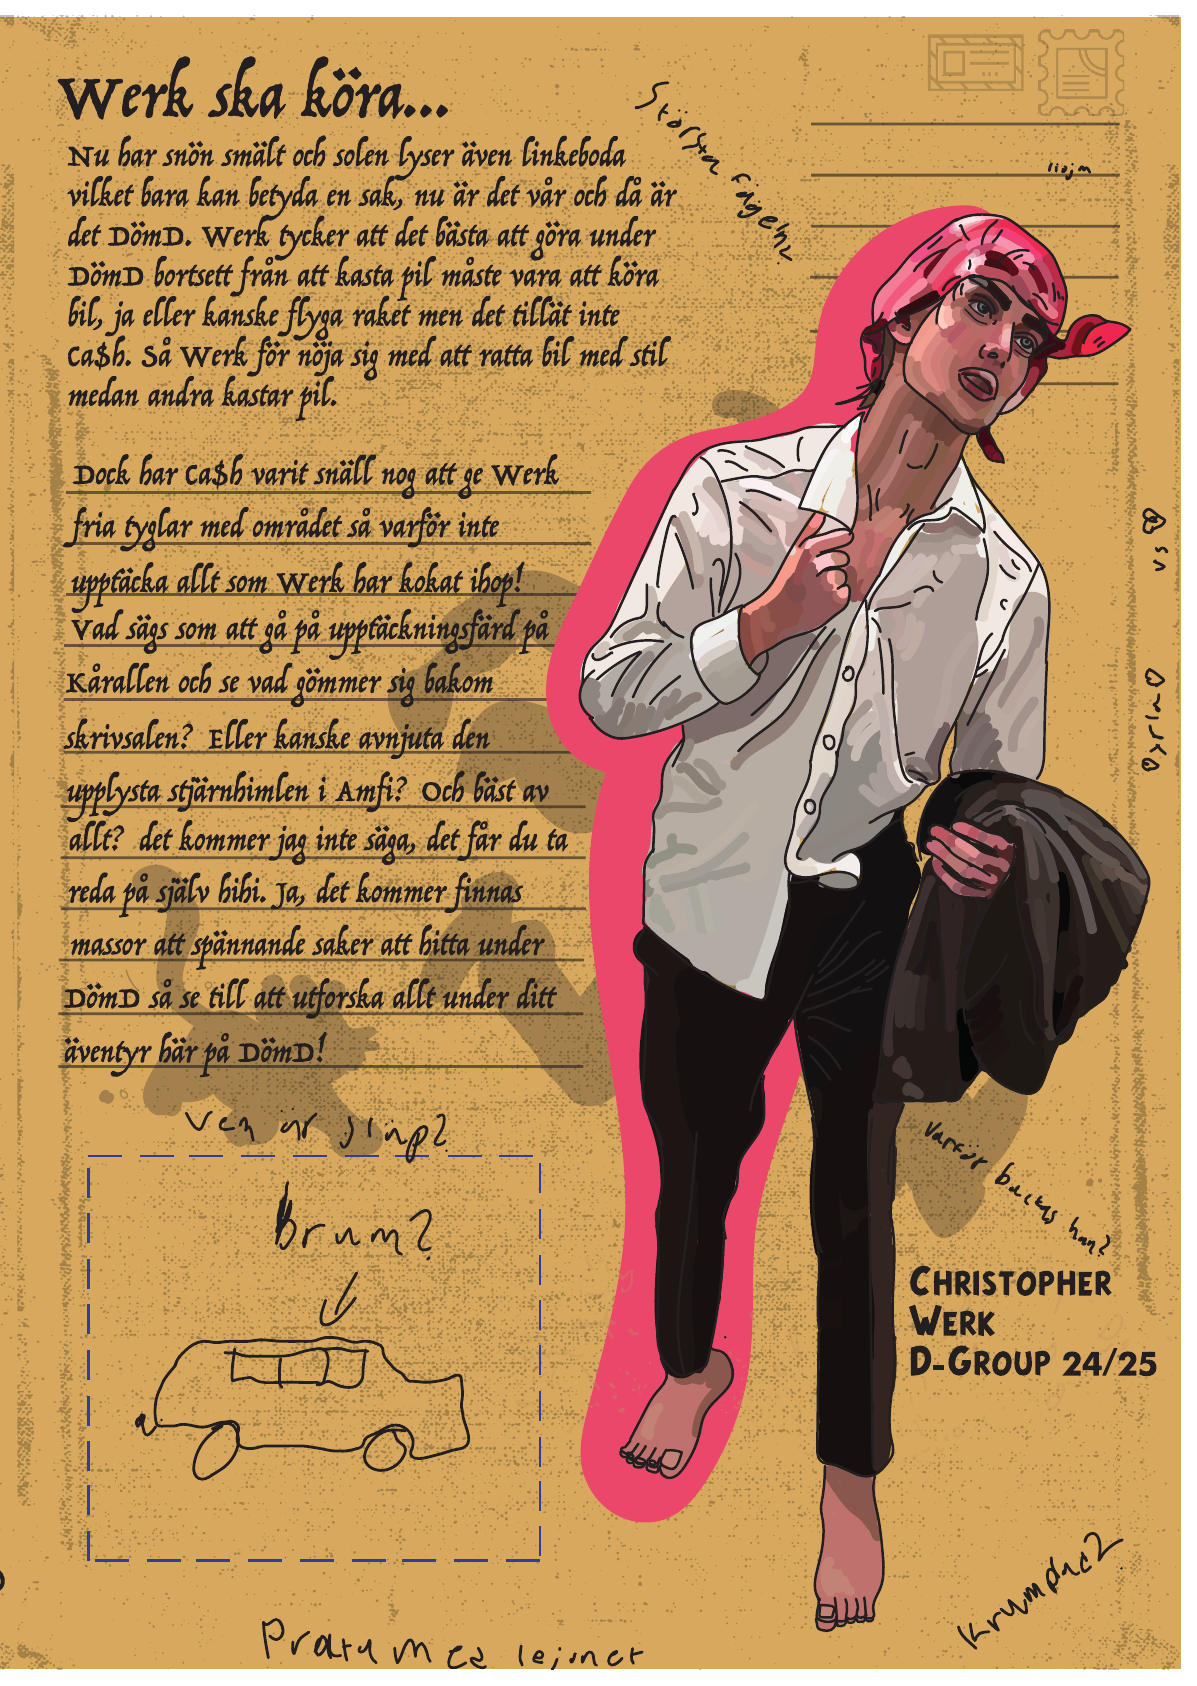 Werk ska köra...
Nu har snön smält och solen lyser även linkeboda
vilket bara kan betyda en sak, nu är det vår och då är
det DömD. Werk tycker att det bästa att göra under
DömD bortsett från att kasta pil måste vara att köra
bil, ja eller kanske flyga raket men det tillät inte
Ca$h. Så Werk för nöja sig med att ratta bil med stil
medan andra kastar pil.
Dock har Ca$h varit snäll nog att ge Werk
fria tyglar med området så varför inte
upptäcka allt som Werk har kokat ihop!
Vad sägs som att gå på upptäckningsfärd på
Kårallen och se vad gömmer sig bakom
skrivsalen? Eller kanske avnjuta den
upplysta stjärnhimlen i Amfi? Och bäst av
allt? det kommer jag inte säga, det får du ta
reda på själv hihi. Ja, det kommer finnas
massor att spännande saker att hitta under
DömD så se till att utforska allt under ditt
äventyr här på DömD!
Vem är
Brum?
Största
Varför backas han?
CHRISTOPHER
WERK
D-GROUP 24/25